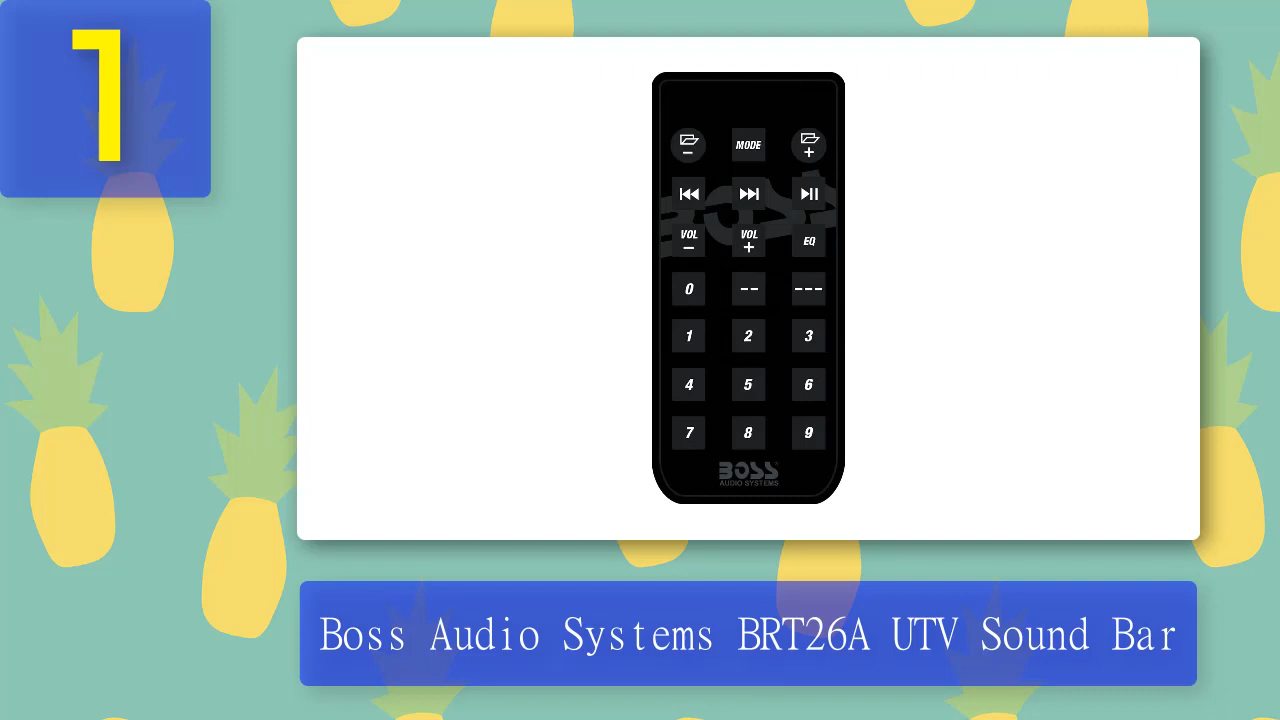 1
−
MODE
+
VOL
−
VOL
+
EQ
0
--
---
1
2
3
4
5
6
7
8
9
BOSS
AUDIO SYSTEMS
Boss Audio Systems BRT26A UTV Sound Bar